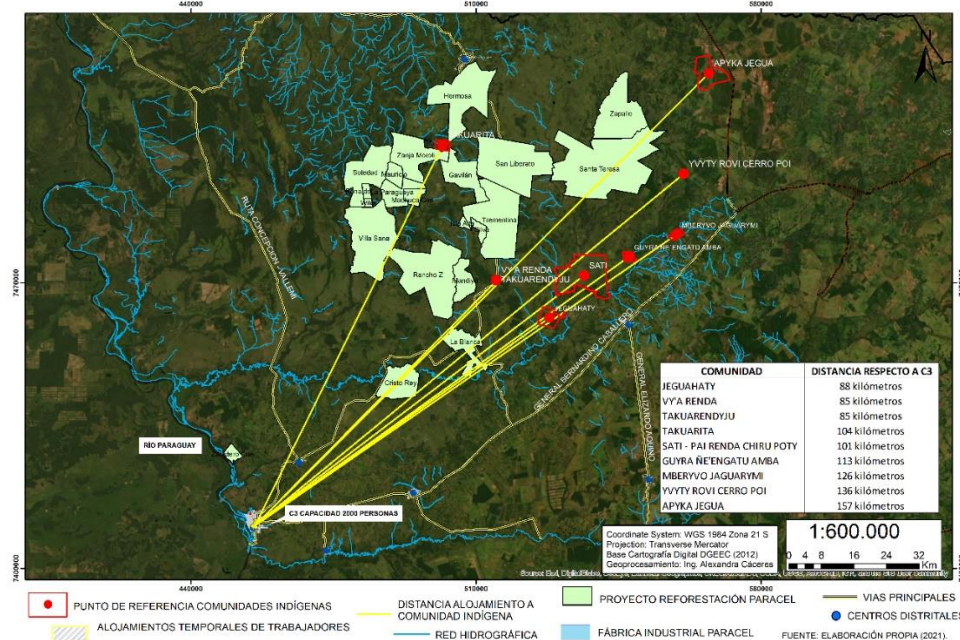 440000
510000
580000
APYKA JEGUA
Hermosa
Zapallo
Zanja Moroti
San Liberato
Santa Teresa
YVYTY ROVI CERRO POI
Soledad
Mauricio
Gavilán
Paraguaya
Trementina
MBERYVO JAGUARYMI
Villa Sana
GUYRA ÑE'ENGATU AMBA
RUTA CONCEPCION VALLEMI
Rancho Z
VY'A RENDA
SATI
7470000
TAKUARENDYJU
JEGUAHATY
La Blanca
GENERAL BERNARDINO CABALLERO
Cristo Rey
GENERAL ELIZARDO AQUINO
COMUNIDAD DISTANCIA RESPECTO A C3
JEGUAHATY 88 kilómetros
VY'A RENDA 85 kilómetros
TAKUARENDYJU 85 kilómetros
TAKUARITA 104 kilómetros
SATI - PAI RENDA CHIRU POTY 101 kilómetros
GUYRA ÑE'ENGATU AMBA 113 kilómetros
MBERYVO JAGUARYMI 126 kilómetros
YVYTY ROVI CERRO POI 136 kilómetros
APYKA JEGUA 157 kilómetros
RÍO PARAGUAY
C3 CAPACIDAD 2000 PERSONAS
Coordinate System: WGS 1984 Zona 21 S
Projection: Transverse Mercator
Base Cartografía Digital DGEEC (2012)
Geoprocesamiento: Ing. Alexandra Cáceres
1:600.000
0 4 8 16 24 32
Km
7400000
440000
510000
580000
PUNTO DE REFERENCIA COMUNIDADES INDÍGENAS
ALOJAMIENTOS TEMPORALES DE TRABAJADORES
DISTANCIA ALOJAMIENTO A
COMUNIDAD INDÍGENA
RED HIDROGRÁFICA
PROYECTO REFORESTACIÓN PARACEL
FÁBRICA INDUSTRIAL PARACEL
VIAS PRINCIPALES
CENTROS DISTRITALES
FUENTE: ELABORACIÓN PROPIA (2021).